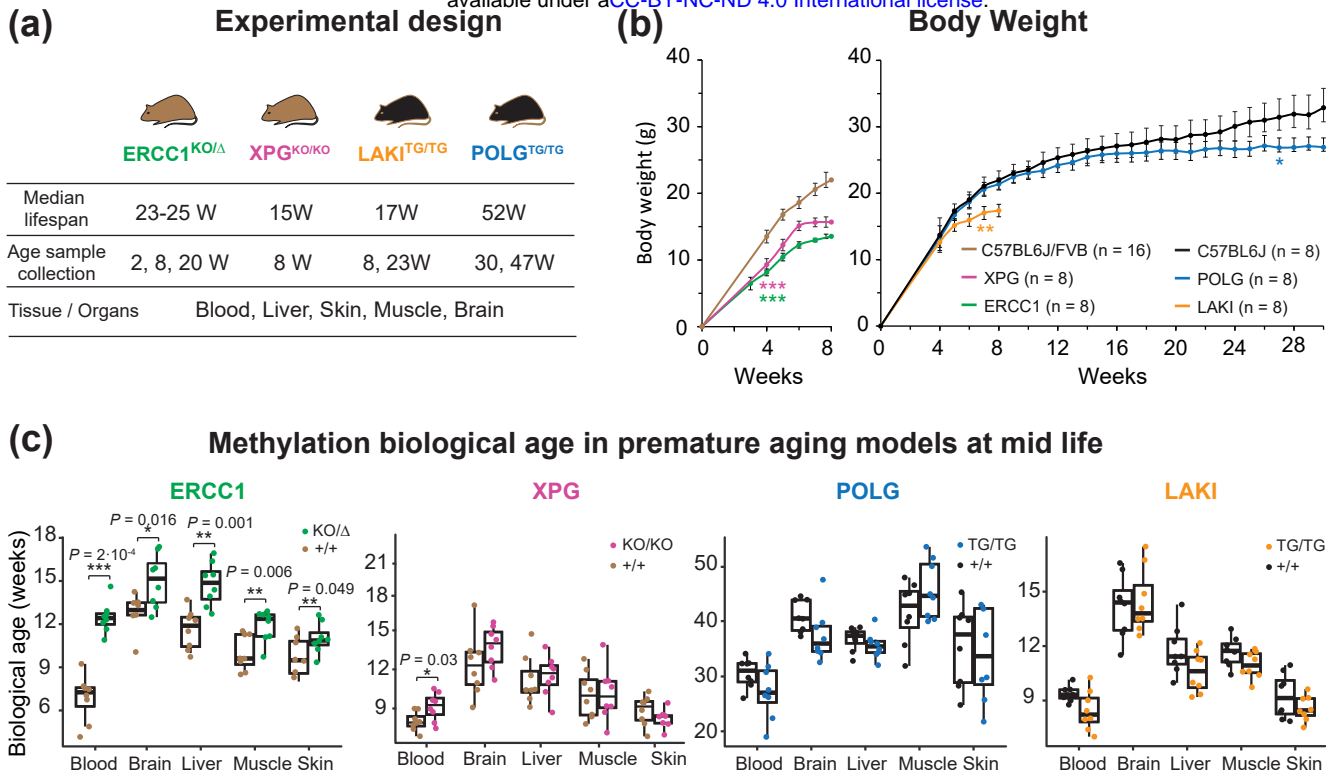 available under aCC-BY-NC-ND 4.0 International license.
(a) Experimental design
ERCC1KO/Δ XPGKO/KO LAKITG/TG POLGTG/TG
Median lifespan 23-25 W 15W 17W 52W
Age sample collection 2, 8, 20 W 8 W 8, 23W 30, 47W
Tissue / Organs Blood, Liver, Skin, Muscle, Brain
(b) Body Weight
Body weight (g)
40
30
20
10
0
0 4 8
Weeks
***
***
40
30
20
10
0
0 4 8 12 16 20 24 28
Weeks
**
*
C57BL6J/FVB (n = 16)
XPG (n = 8)
ERCC1 (n = 8)
C57BL6J (n = 8)
POLG (n = 8)
LAKI (n = 8)
(c) Methylation biological age in premature aging models at mid life
ERCC1
Biological age (weeks)
18
15
12
9
6
P = 2·10-4
***
P = 0,016
*
P = 0.001
**
P = 0.006
**
P = 0.049
**
KO/Δ
+/+
Blood Brain Liver Muscle Skin
XPG
21
18
15
12
9
P = 0.03
*
KO/KO
+/+
Blood Brain Liver Muscle Skin
POLG
50
40
30
20
TG/TG
+/+
Blood Brain Liver Muscle Skin
LAKI
15
12
9
TG/TG
+/+
Blood Brain Liver Muscle Skin